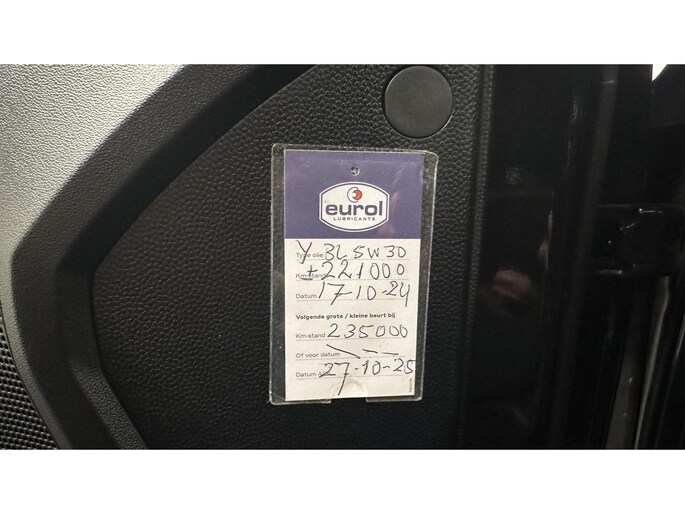 eurol
LUBRICANTS
Type olie Y 3L 5W30
Km-stand ± 221000
Datum 17-10-24
Volgende grote / kleine beurt bij
Km-stand 235000
Of voor datum \ - -
Datum 27-10-25